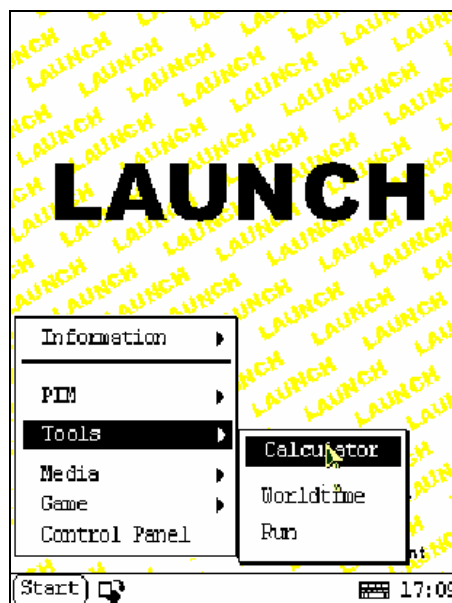 LAUNCH
Information
PIM
Tools
Media
Game
Control Panel
Calculator
Worldtime
Run
Start
17:09